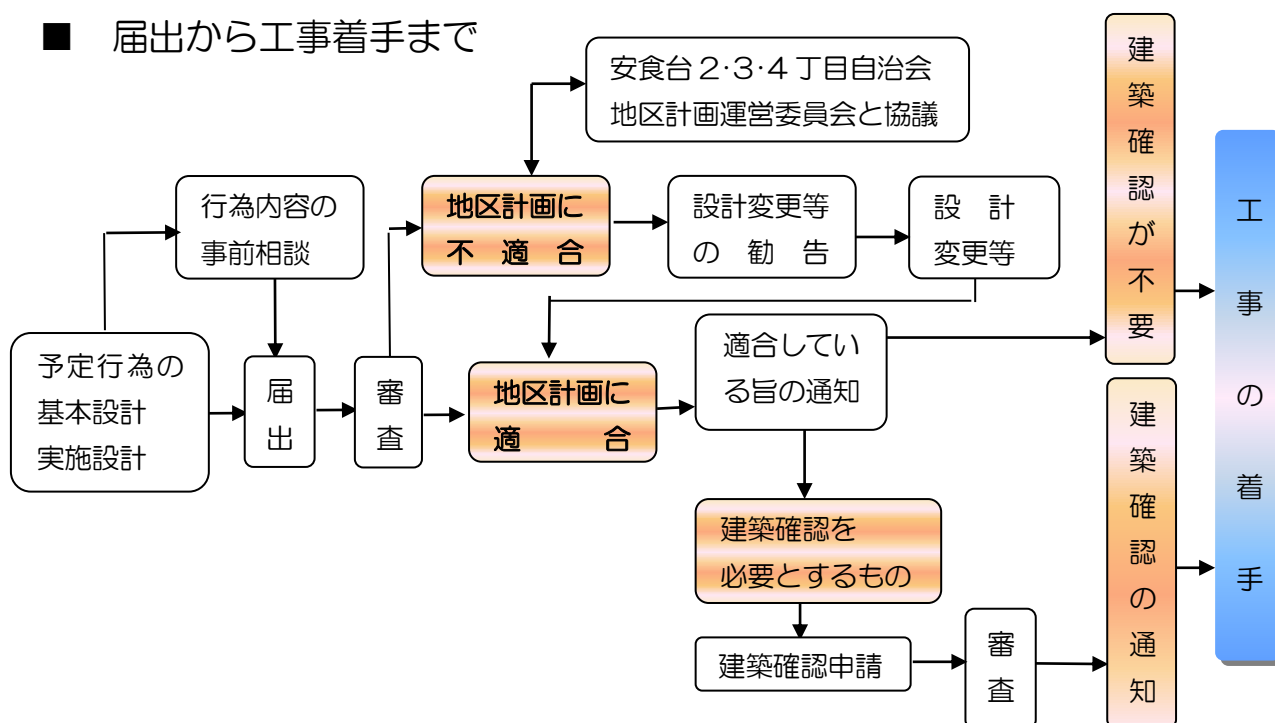 ■ 届出から工事着手まで
安食台2・3・4丁目自治会
地区計画運営委員会と協議
行為内容の
事前相談
地区計画に
不適合
設計変更等
の勧告
設計
変更等
予定行為の
基本設計
実施設計
届出
審査
地区計画に
適合
適合してい
る旨の通知
建築確認が不要
建築確認を
必要とするもの
建築確認申請
審査
建築確認の通知
工事の着手